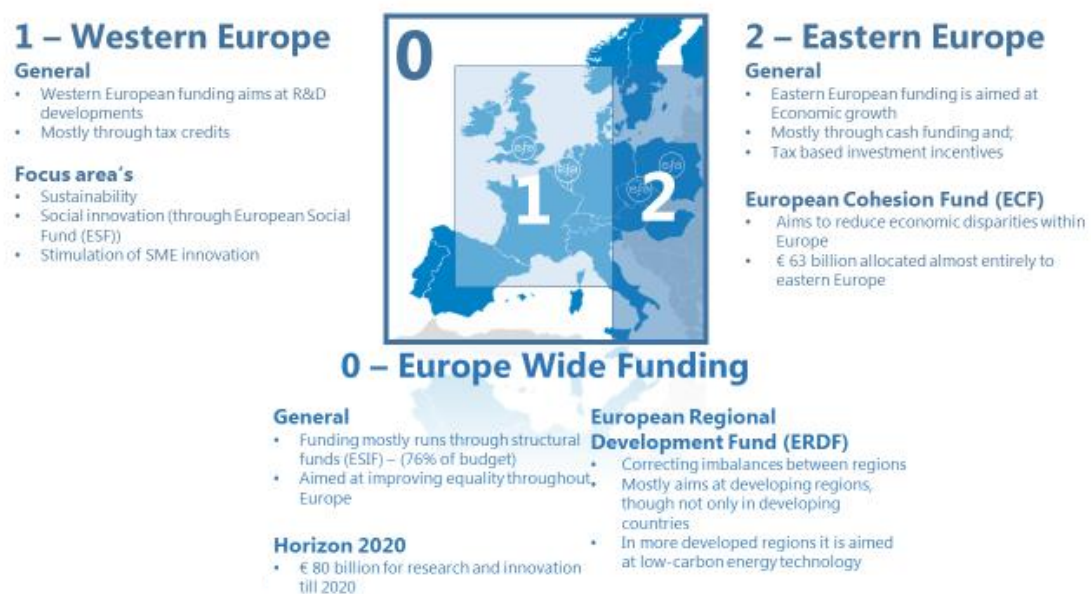 1 – Western Europe
General
• Western European funding aims at R&D
developments
• Mostly through tax credits
Focus area's
• Sustainability
• Social innovation (through European Social
Fund (ESF))
• Stimulation of SME innovation
0
1
2
2 – Eastern Europe
General
• Eastern European funding is aimed at
Economic growth
• Mostly through cash funding and;
• Tax based investment incentives
European Cohesion Fund (ECF)
• Aims to reduce economic disparities within
Europe
• € 63 billion allocated almost entirely to
eastern Europe
0 – Europe Wide Funding
General
• Funding mostly runs through structural
funds (ESIF) – (76% of budget)
• Aimed at improving equality throughout
Europe
Horizon 2020
• € 80 billion for research and innovation
till 2020
European Regional
Development Fund (ERDF)
• Correcting imbalances between regions
• Mostly aims at developing regions,
though not only in developing
countries
• In more developed regions it is aimed
at low-carbon energy technology